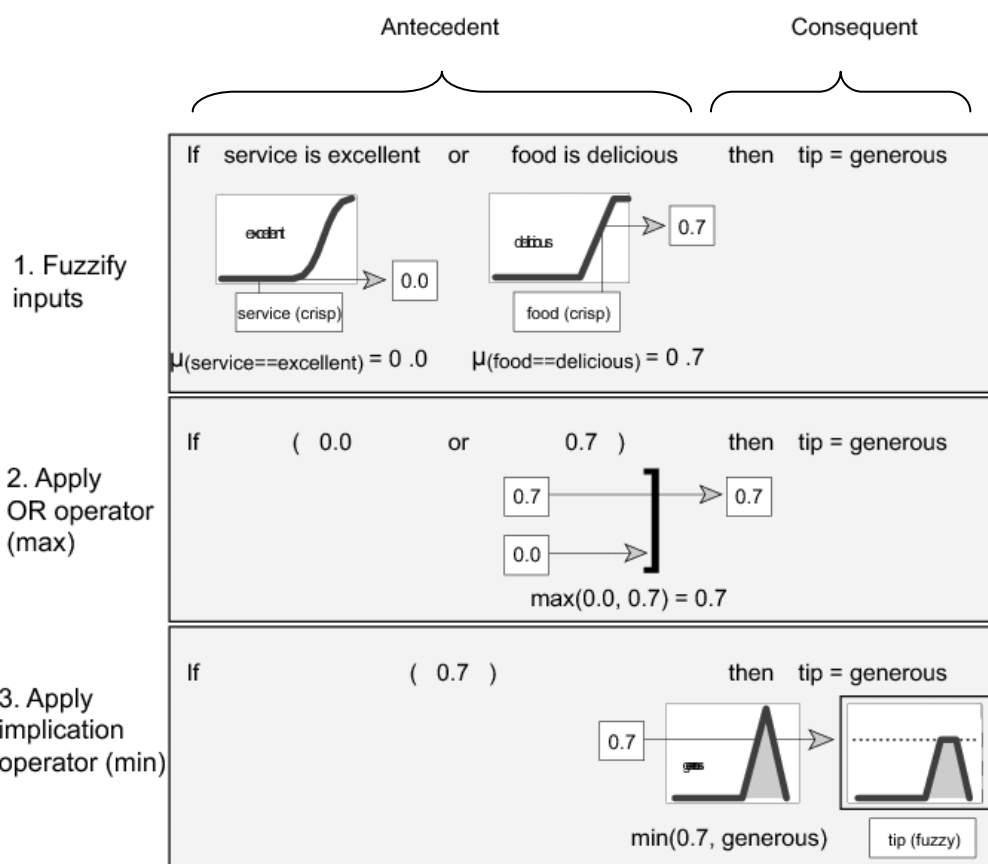 Antecedent
Consequent
If service is excellent or food is delicious then tip = generous
excellent
delicious
0.7
1. Fuzzify
inputs
0.0
service (crisp)
food (crisp)
μ(service==excellent) = 0 .0
μ(food==delicious) = 0 .7
If ( 0.0 or 0.7 ) then tip = generous
2. Apply
OR operator
(max)
0.7
0.7
0.0
max(0.0, 0.7) = 0.7
If ( 0.7 ) then tip = generous
3. Apply
implication
operator (min)
0.7
min(0.7, generous)
tip (fuzzy)